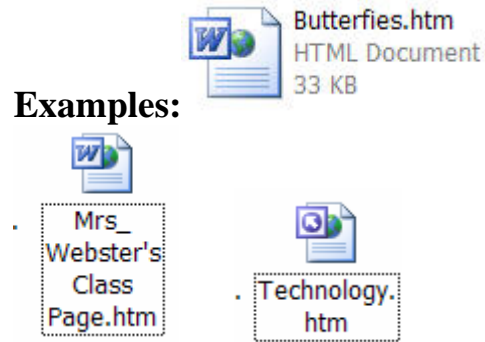 Butterfies.htm
HTML Document
33 KB
Examples:
. Mrs_
Webster's
Class
Page.htm
. Technology.
htm